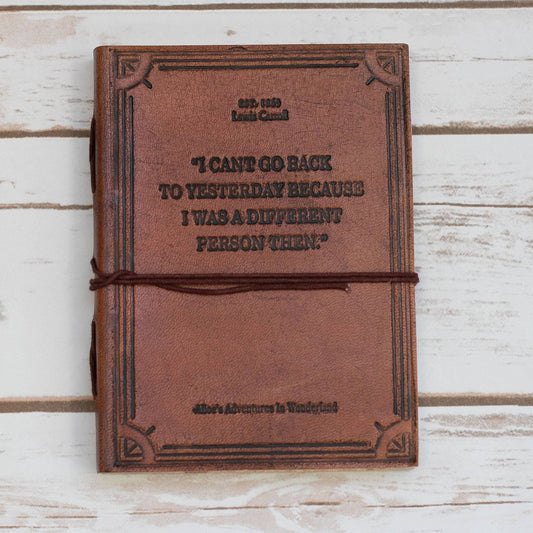 Lewis Carroll
"I CANT GO BACK
TO YESTERDAY BECAUSE
I WAS A DIFFERENT
PERSON THEN."
Alice's Adventures In Wonderland